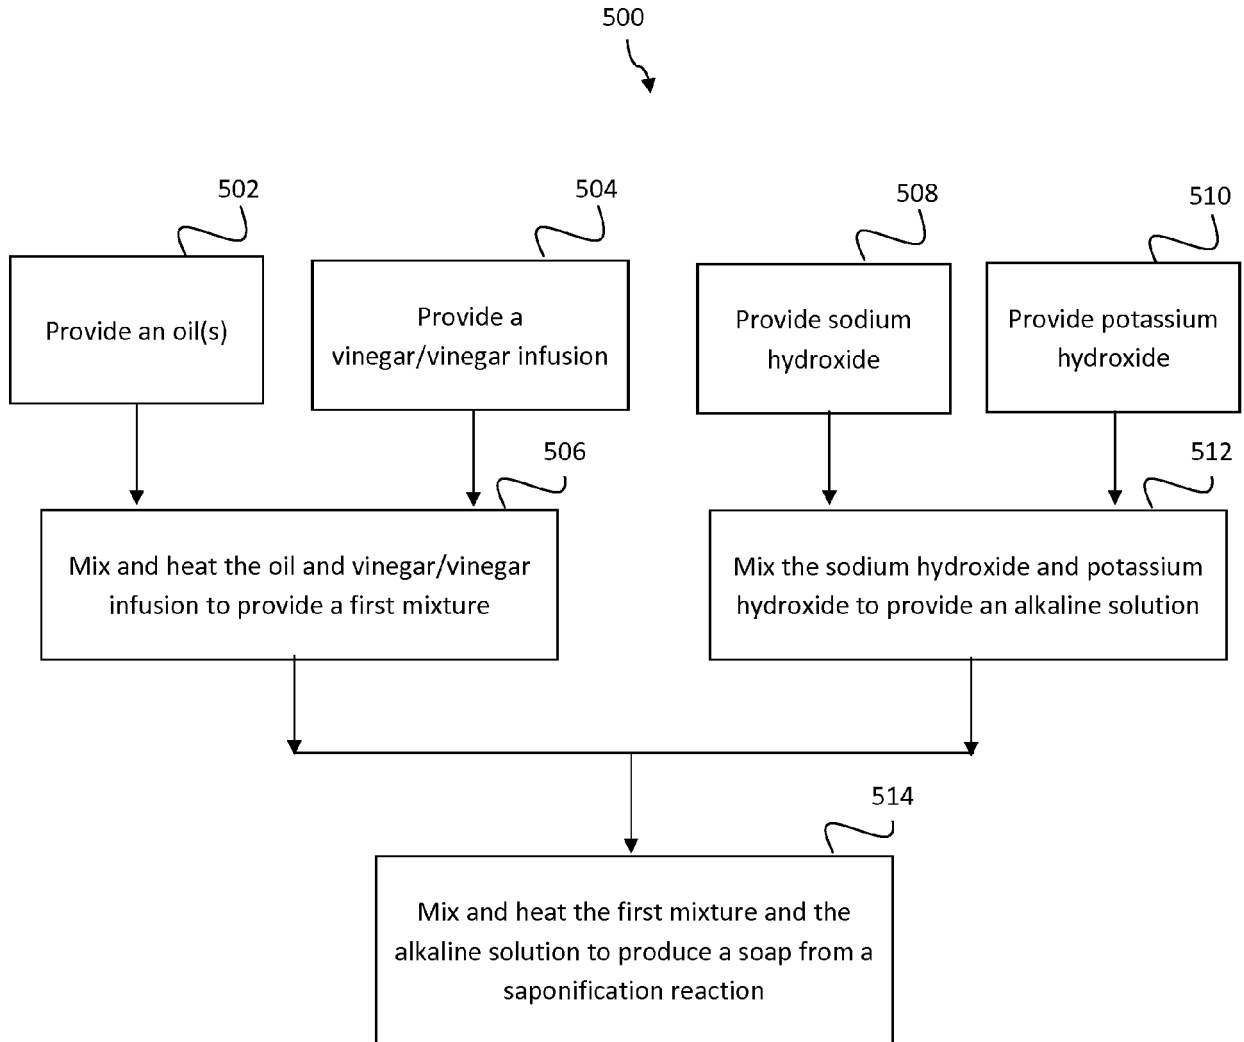 500
502
504
508
510
Provide an oil(s)
Provide a
vinegar/vinegar infusion
Provide sodium
hydroxide
Provide potassium
hydroxide
506
512
Mix and heat the oil and vinegar/vinegar
infusion to provide a first mixture
Mix the sodium hydroxide and potassium
hydroxide to provide an alkaline solution
514
Mix and heat the first mixture and the
alkaline solution to produce a soap from a
saponification reaction